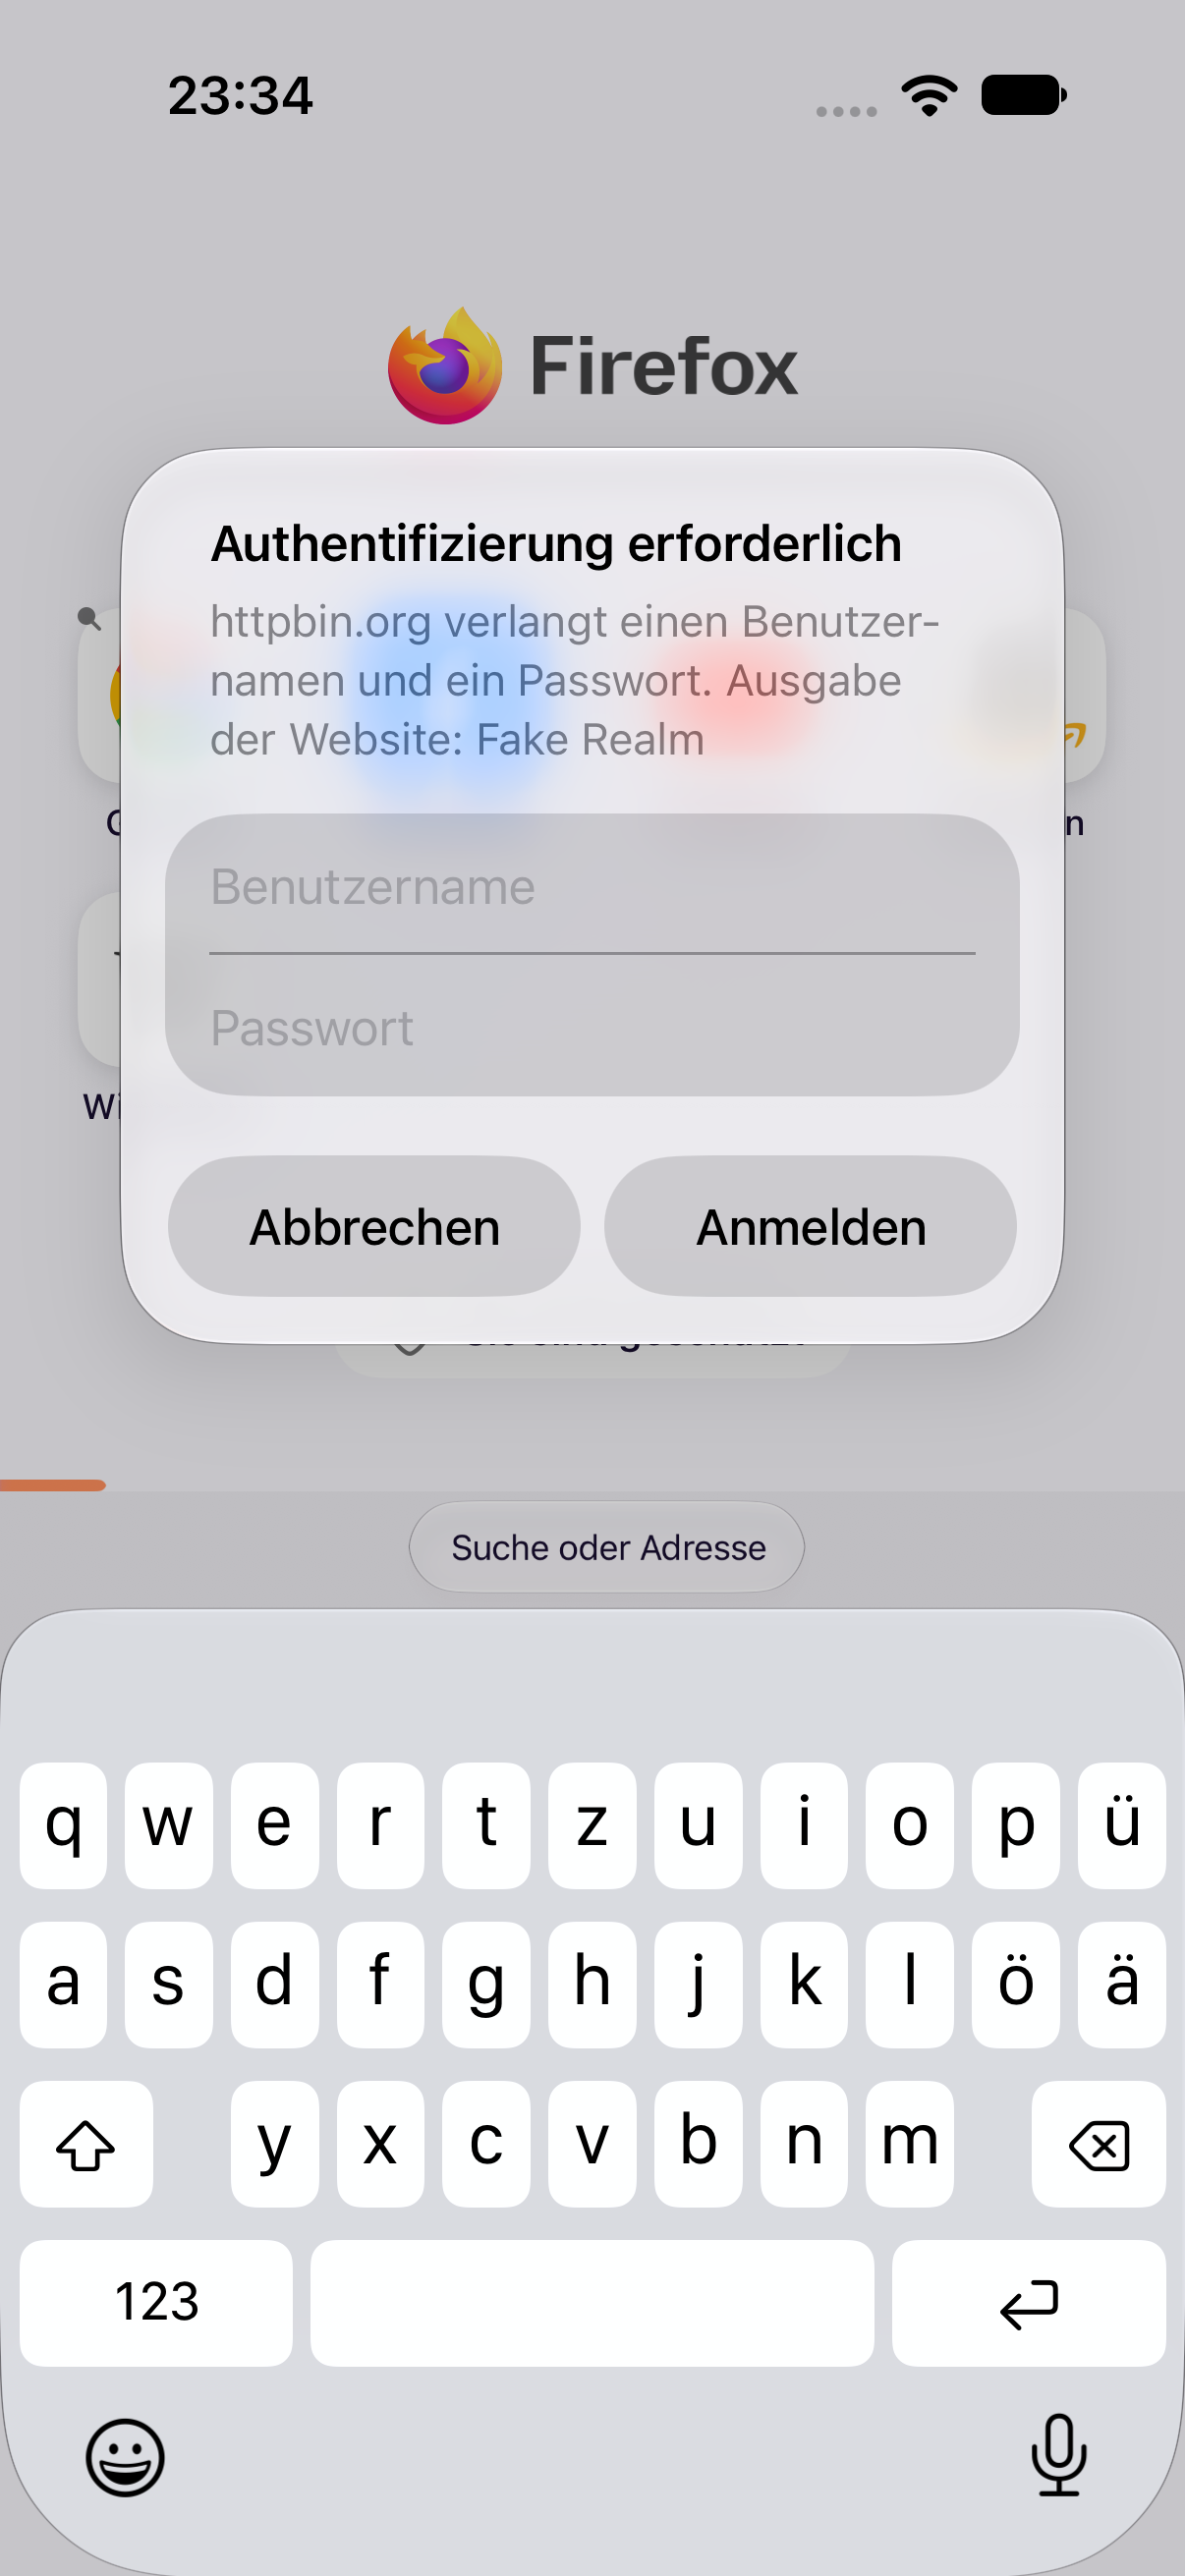 23:34
Firefox
Authentifizierung erforderlich
httpbin.org verlangt einen Benutzer-
namen und ein Passwort. Ausgabe
der Website: Fake Realm
Benutzername
Passwort
Abbrechen
Anmelden
Suche oder Adresse
q w e r t z u i o p ü
a s d f g h j k l ö ä
y x c v b n m
123